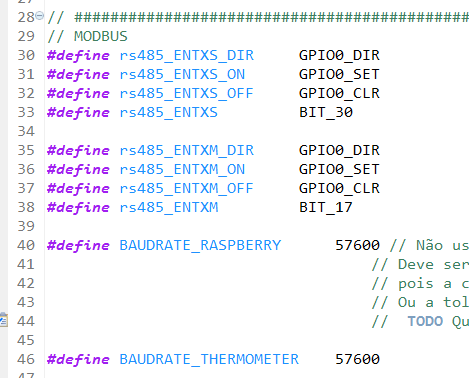 28 // ############################################
29 // MODBUS
30 #define rs485_ENTXS_DIR GPIO0_DIR
31 #define rs485_ENTXS_ON GPIO0_SET
32 #define rs485_ENTXS_OFF GPIO0_CLR
33 #define rs485_ENTXS BIT_30
34
35 #define rs485_ENTXM_DIR GPIO0_DIR
36 #define rs485_ENTXM_ON GPIO0_SET
37 #define rs485_ENTXM_OFF GPIO0_CLR
38 #define rs485_ENTXM BIT_17
39
40 #define BAUDRATE_RASPBERRY 57600 // Não us
41 // Deve ser
42 // pois a c
43 // Ou a tol
44 // TODO Qu
45
46 #define BAUDRATE_THERMOMETER 57600